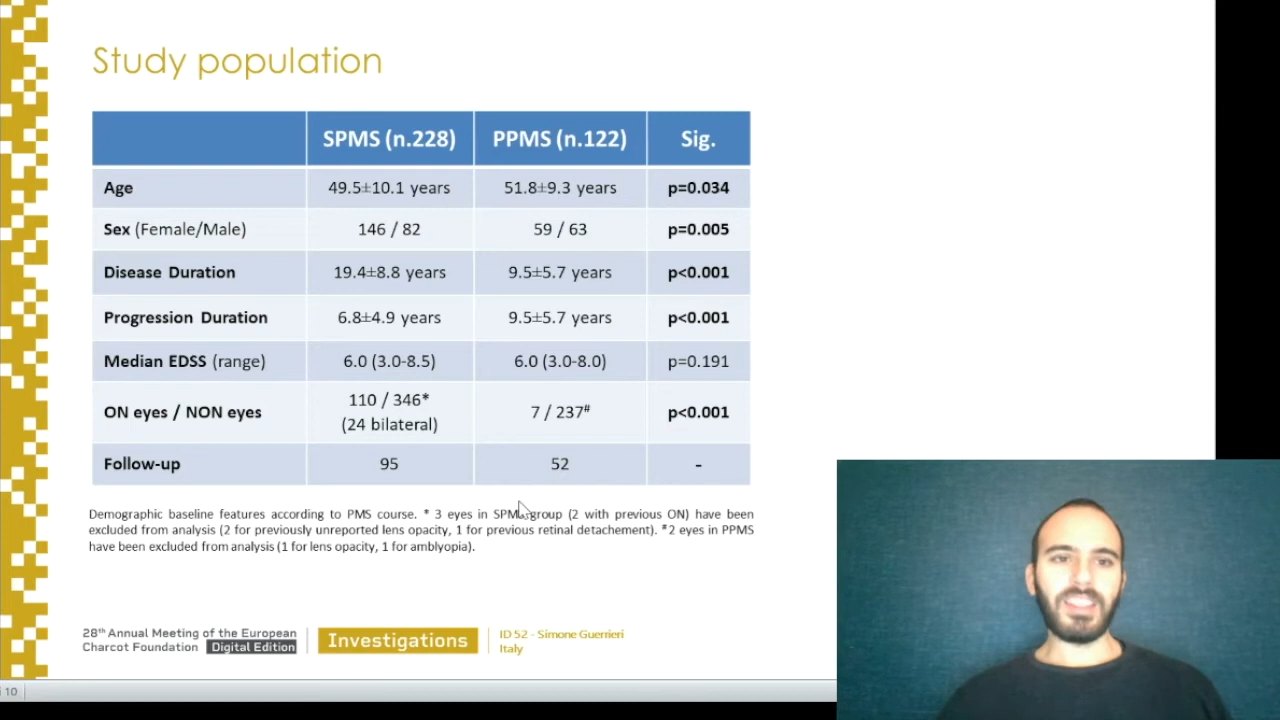 Study population
SPMS (n.228) PPMS (n.122) Sig.
Age 49.5±10.1 years 51.8±9.3 years p=0.034
Sex (Female/Male) 146 / 82 59 / 63 p=0.005
Disease Duration 19.4±8.8 years 9.5±5.7 years p<0.001
Progression Duration 6.8±4.9 years 9.5±5.7 years p<0.001
Median EDSS (range) 6.0 (3.0-8.5) 6.0 (3.0-8.0) p=0.191
ON eyes / NON eyes 110 / 346* (24 bilateral) 7 / 237# p<0.001
Follow-up 95 52 -
Demographic baseline features according to PMS course. * 3 eyes in SPMS group (2 with previous ON) have been
excluded from analysis (2 for previously unreported lens opacity, 1 for previous retinal detachement). #2 eyes in PPMS
have been excluded from analysis (1 for lens opacity, 1 for amblyopia).
28th Annual Meeting of the European
Charcot Foundation Digital Edition
Investigations
ID 52 - Simone Guerrieri
Italy
10